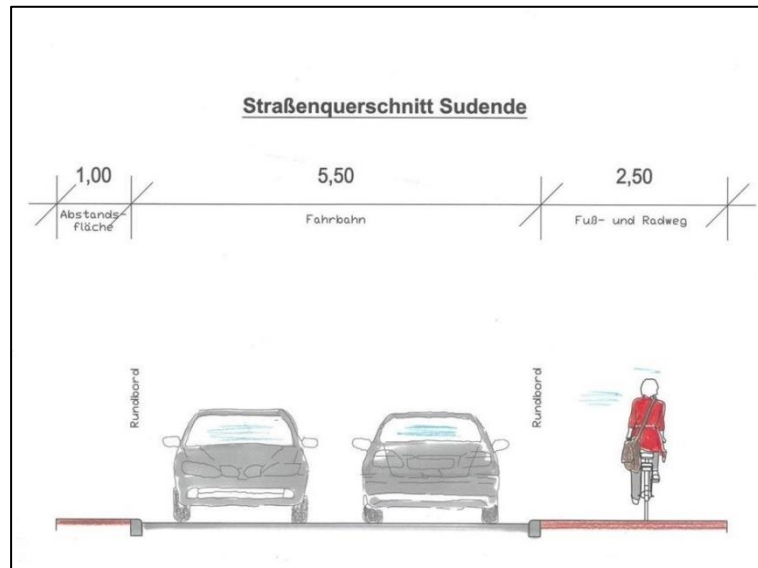 Straßenquerschnitt Sudende
1,00
5,50
2,50
Abstands-
fläche
Fahrbahn
Fuß- und Radweg
Rundbord
Rundbord